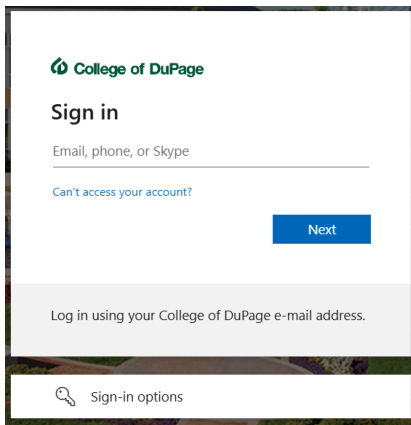 College of DuPage
Sign in
Email, phone, or Skype
Can't access your account?
Next
Log in using your College of DuPage e-mail address.
Sign-in options